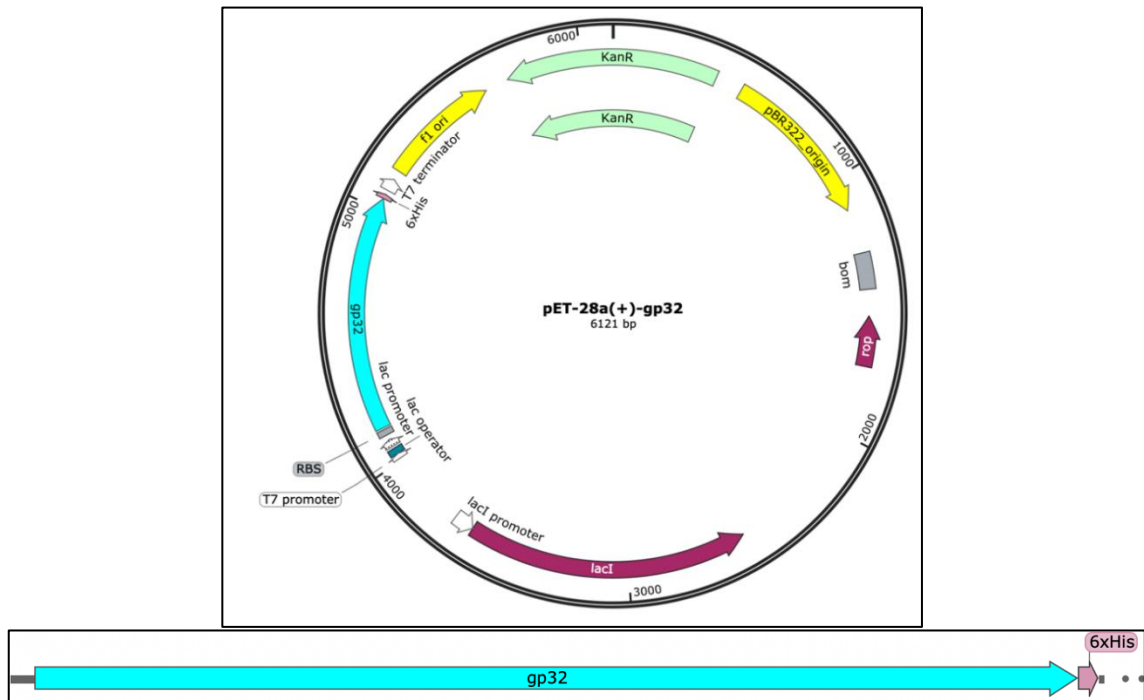 6000
KanR
KanR
f1 ori
pBR322_origin
1000
T7 terminator
6xHis
5000
bom
gp32
pET-28a(+)-gp32
6121 bp
rop
lac promoter
lac operator
2000
RBS
4000
T7 promoter
lacI promoter
lacI
3000
6xHis
gp32